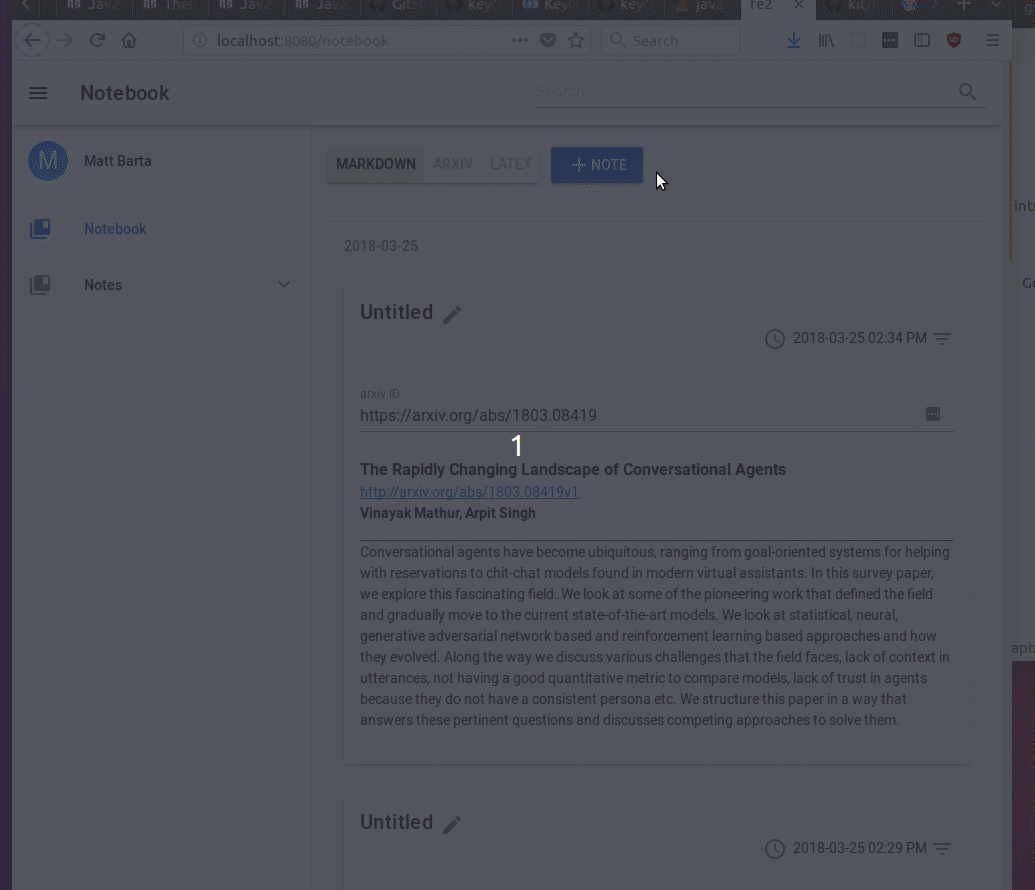 Java
Java
Java
GitH
keyc
Keyc
keyc
java
re2
kit/
localhost:8080/notebook
Search
Notebook
Search...
M
Matt Barta
MARKDOWN ARXIV LATEX
NOTE
Notebook
Notes
2018-03-25
Untitled
2018-03-25 02:34 PM
arxiv ID
https://arxiv.org/abs/1803.08419
1
The Rapidly Changing Landscape of Conversational Agents
http://arxiv.org/abs/1803.08419v1
Vinayak Mathur, Arpit Singh
Conversational agents have become ubiquitous, ranging from goal-oriented systems for helping
with reservations to chit-chat models found in modern virtual assistants. In this survey paper,
we explore this fascinating field. We look at some of the pioneering work that defined the field
and gradually move to the current state-of-the-art models. We look at statistical, neural,
generative adversarial network based and reinforcement learning based approaches and how
they evolved. Along the way we discuss various challenges that the field faces, lack of context in
utterances, not having a good quantitative metric to compare models, lack of trust in agents
because they do not have a consistent persona etc. We structure this paper in a way that
answers these pertinent questions and discusses competing approaches to solve them.
Untitled
2018-03-25 02:29 PM